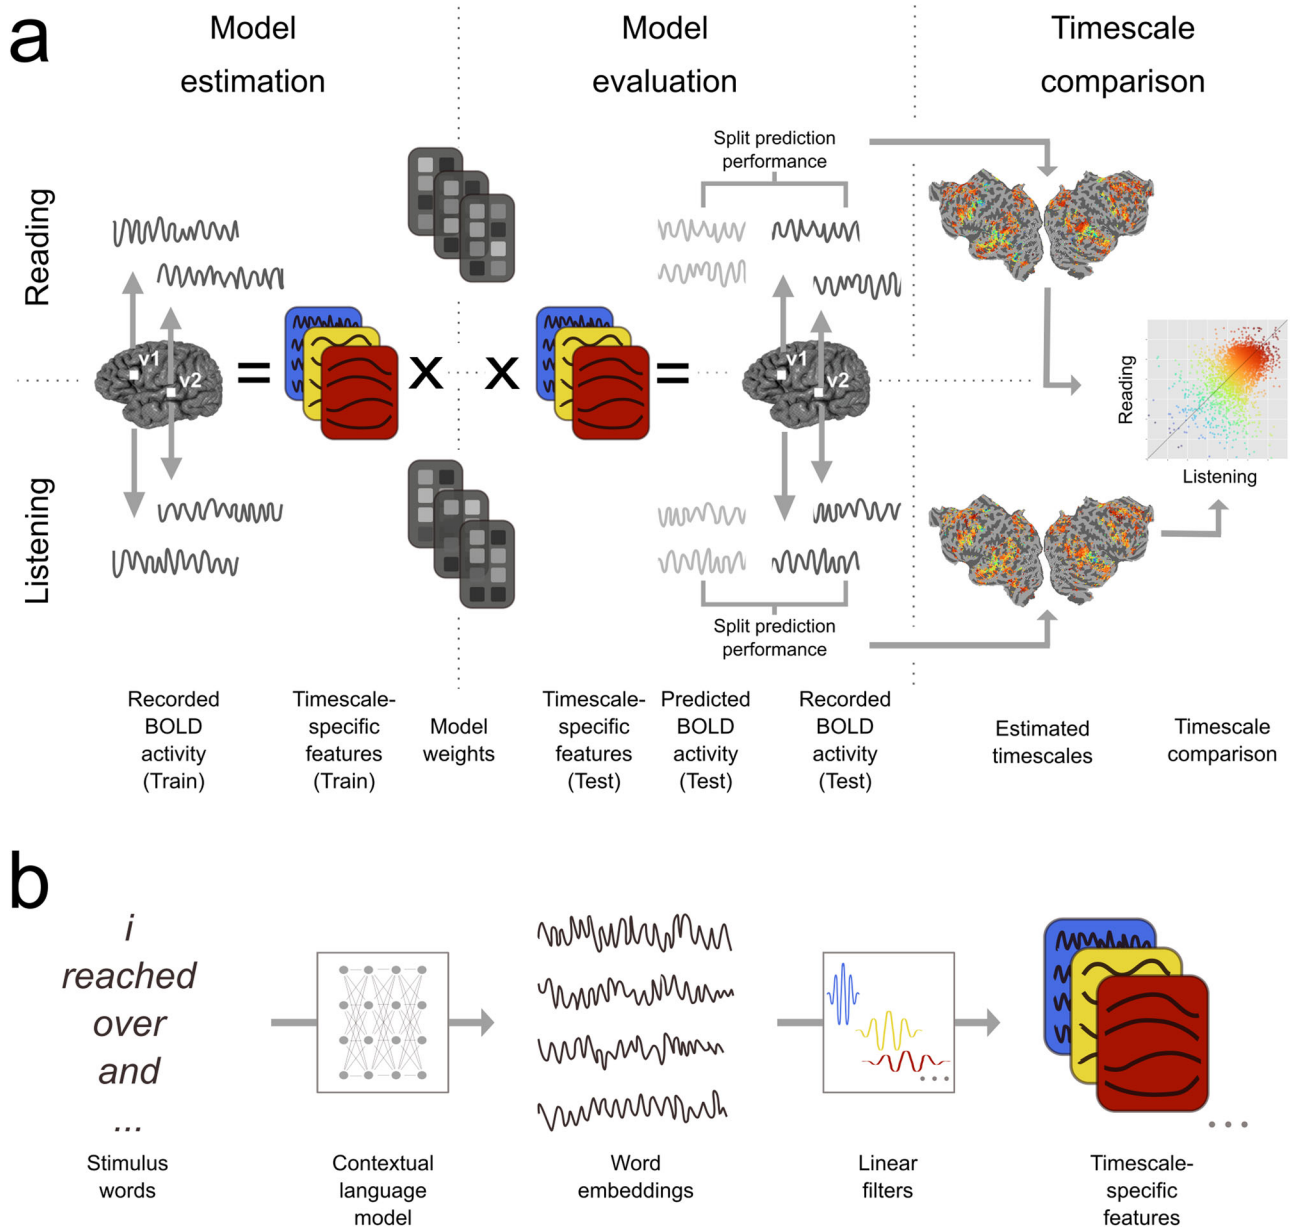 a
Model
estimation
Model
evaluation
Timescale
comparison
Reading
Listening
Split prediction
performance
v1
v2
=
x
x
=
v1
v2
Split prediction
performance
Reading
Listening
Recorded
BOLD
activity
(Train)
Timescale-
specific
features
(Train)
Model
weights
Timescale-
specific
features
(Test)
Predicted
BOLD
activity
(Test)
Recorded
BOLD
activity
(Test)
Estimated
timescales
Timescale
comparison
b
i
reached
over
and
...
Stimulus
words
Contextual
language
model
Word
embeddings
...
Linear
filters
...
Timescale-
specific
features